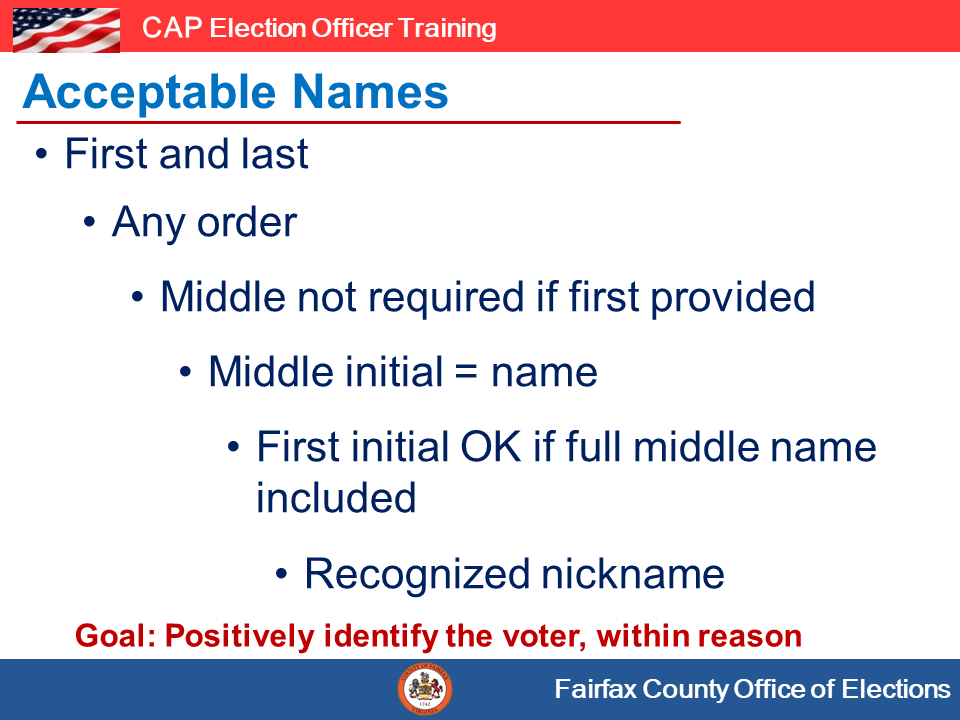 CAP Election Officer Training
Acceptable Names
• First and last
• Any order
• Middle not required if first provided
• Middle initial = name
• First initial OK if full middle name
included
• Recognized nickname
Goal: Positively identify the voter, within reason
Fairfax County Office of Elections
1742